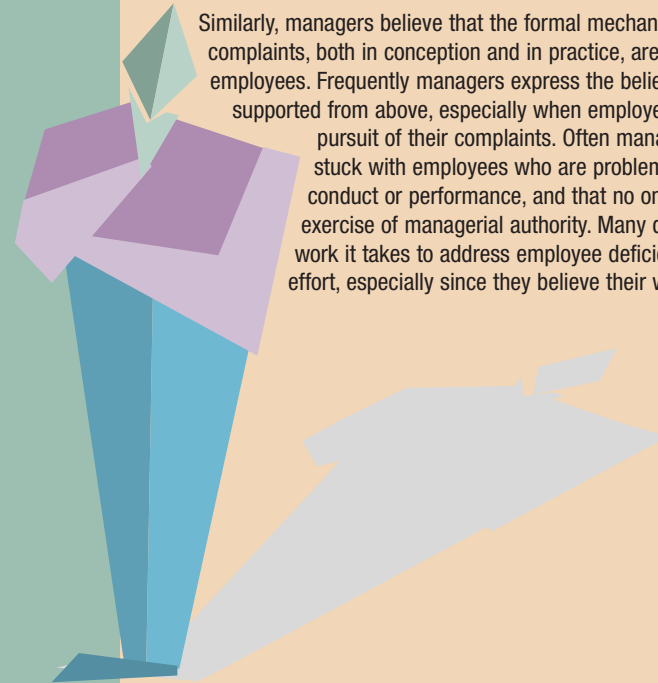 Similarly, managers believe that the formal mechan
complaints, both in conception and in practice, are
employees. Frequently managers express the belie
supported from above, especially when employe
pursuit of their complaints. Often mana
stuck with employees who are problem
conduct or performance, and that no or
exercise of managerial authority. Many c
work it takes to address employee defici
effort, especially since they believe their w